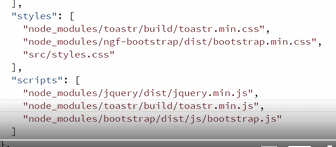 ],
"styles": [
"node_modules/toastr/build/toastr.min.css",
"node_modules/ngf-bootstrap/dist/bootstrap.min.css",
"src/styles.css"
],
"scripts": [
"node_modules/jquery/dist/jquery.min.js",
"node_modules/toastr/build/toastr.min.js",
"node_modules/bootstrap/dist/js/bootstrap.js"
]
},